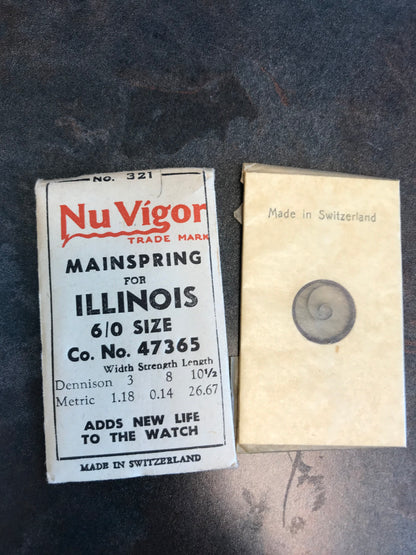 No. 321
Nu Vigor
TRADE MARK
MAINSPRING
FOR
ILLINOIS
6/0 SIZE
Co. No. 47365
Width Strength Length
Dennison 3 8 10½
Metric 1.18 0.14 26.67
ADDS NEW LIFE
TO THE WATCH
MADE IN SWITZERLAND
Made in Switzerland